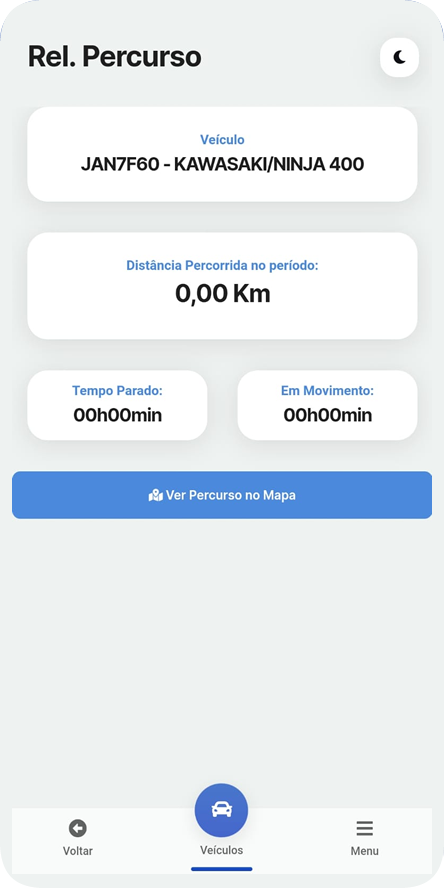 Rel. Percurso
Veículo
JAN7F60 - KAWASAKI/NINJA 400
Distância Percorrida no período:
0,00 Km
Tempo Parado:
00h00min
Em Movimento:
00h00min
Ver Percurso no Mapa
Voltar
Veículos
Menu